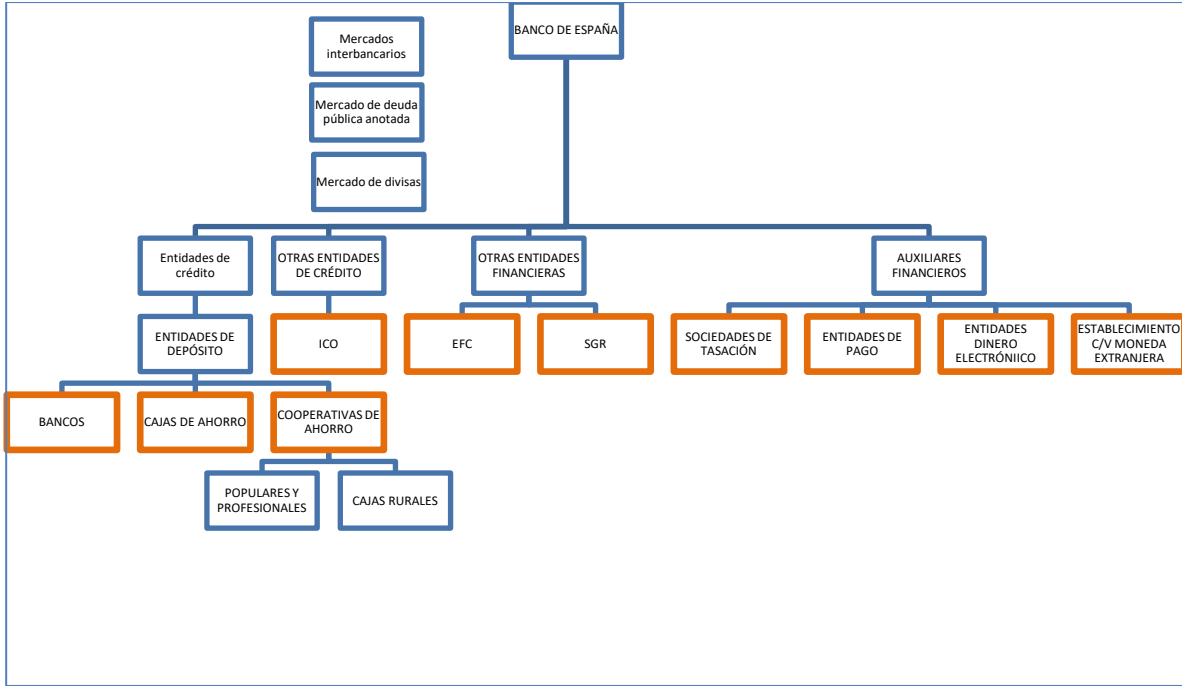 BANCO DE ESPAÑA
Mercados
interbancarios
Mercado de deuda
pública anotada
Mercado de divisas
Entidades de
crédito
OTRAS ENTIDADES
DE CRÉDITO
OTRAS ENTIDADES
FINANCIERAS
AUXILIARES
FINANCIEROS
ENTIDADES DE
DEPÓSITO
ICO
EFC
SGR
SOCIEDADES DE
TASACIÓN
ENTIDADES DE
PAGO
ENTIDADES
DINERO
ELECTRÓNIICO
ESTABLECIMIENTO
C/V MONEDA
EXTRANJERA
BANCOS
CAJAS DE AHORRO
COOPERATIVAS DE
AHORRO
POPULARES Y
PROFESIONALES
CAJAS RURALES